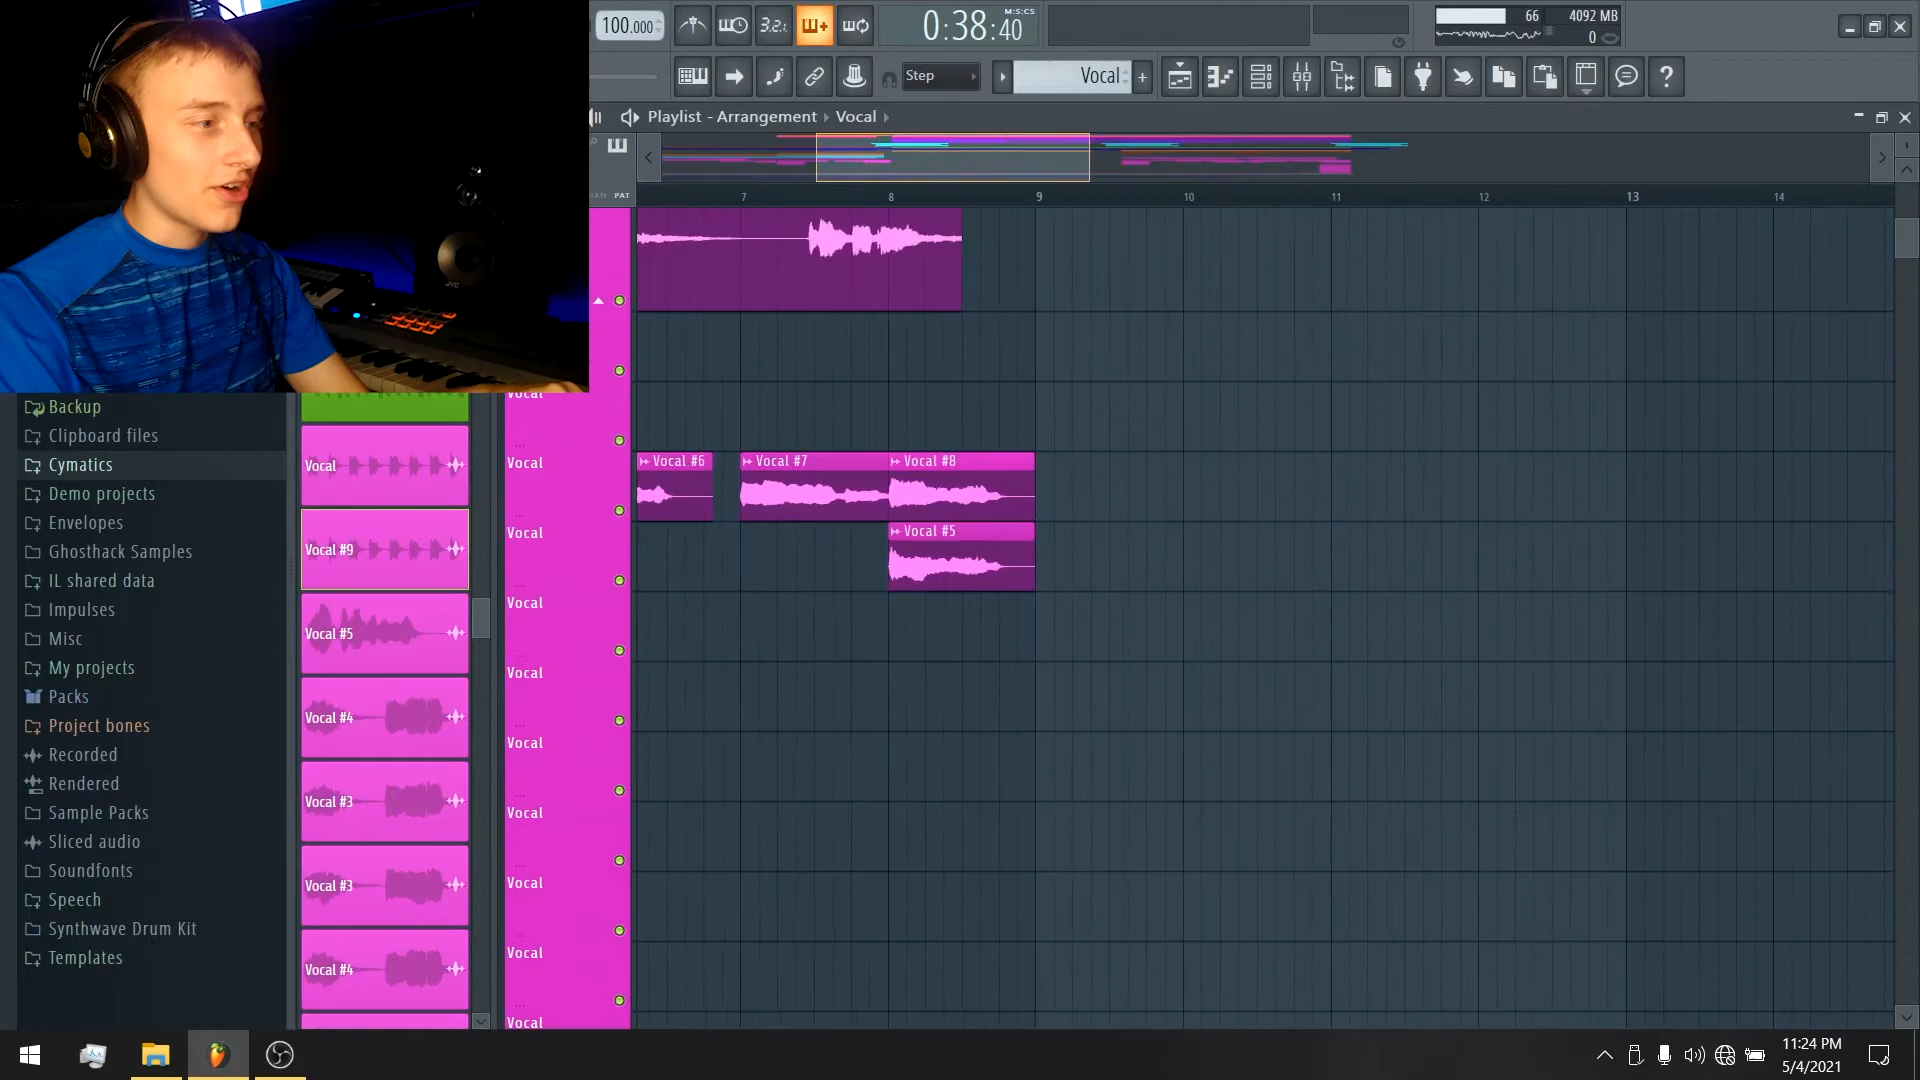 100.000
3.2.1
0:38:40
M:S:CS
66
4092 MB
0
Step
Vocal
+
?
Playlist - Arrangement
Vocal
PAT
7
8
9
10
11
12
13
14
Backup
Clipboard files
Cymatics
Demo projects
Envelopes
Ghosthack Samples
IL shared data
Impulses
Misc
My projects
Packs
Project bones
Recorded
Rendered
Sample Packs
Sliced audio
Soundfonts
Speech
Synthwave Drum Kit
Templates
Vocal
Vocal #9
Vocal #5
Vocal #4
Vocal #3
Vocal #3
Vocal #4
Vocal
Vocal
Vocal
Vocal
Vocal
Vocal
Vocal
Vocal
Vocal
Vocal
Vocal #6
Vocal #7
Vocal #8
Vocal #5
11:24 PM
5/4/2021